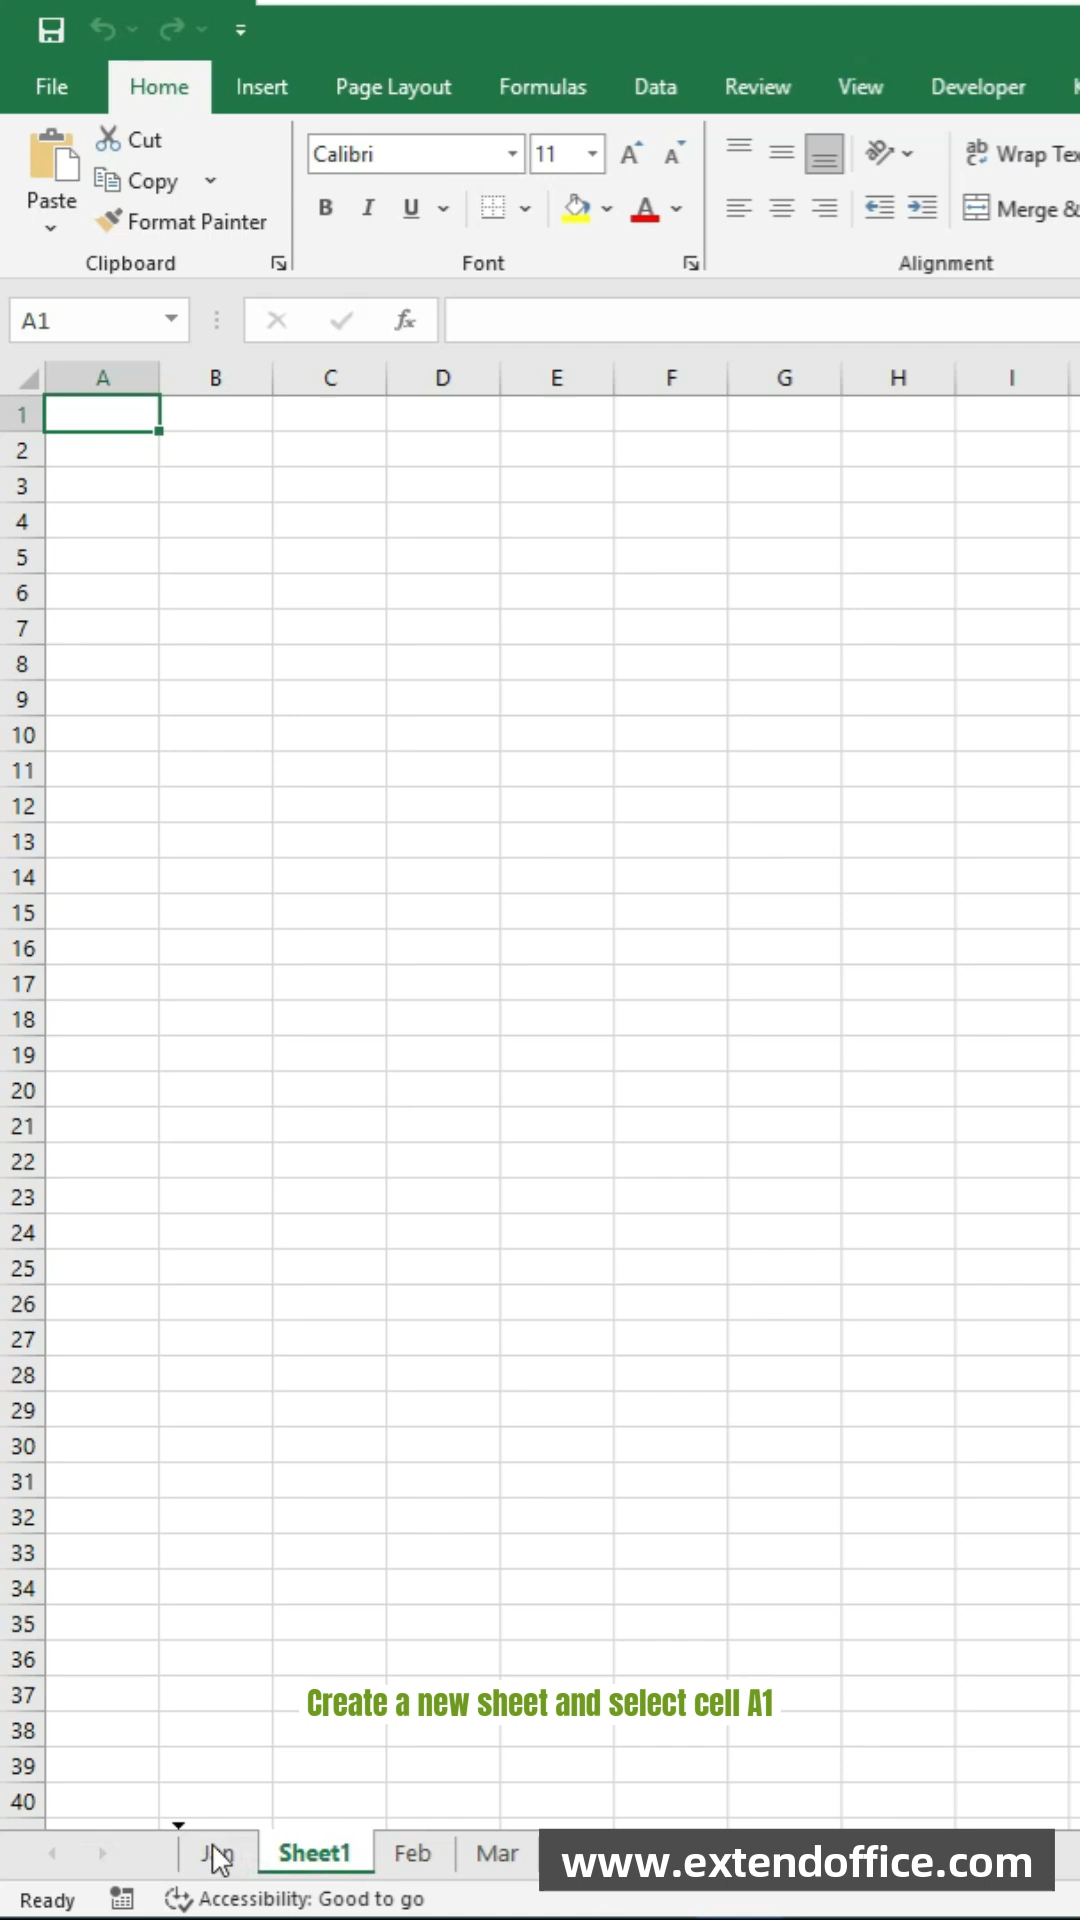 File Home Insert Page Layout Formulas Data Review View Developer
Cut
Copy
Paste
Format Painter
Clipboard
Calibri 11
B I U
Font
ab Wrap Tex
Merge &
Alignment
A1 fx
A B C D E F G H I
1
2
3
4
5
6
7
8
9
10
11
12
13
14
15
16
17
18
19
20
21
22
23
24
25
26
27
28
29
30
31
32
33
34
35
36
37
Create a new sheet and select cell A1
38
39
40
Sheet1 Feb Mar
www.extendoffice.com
Ready Accessibility: Good to go